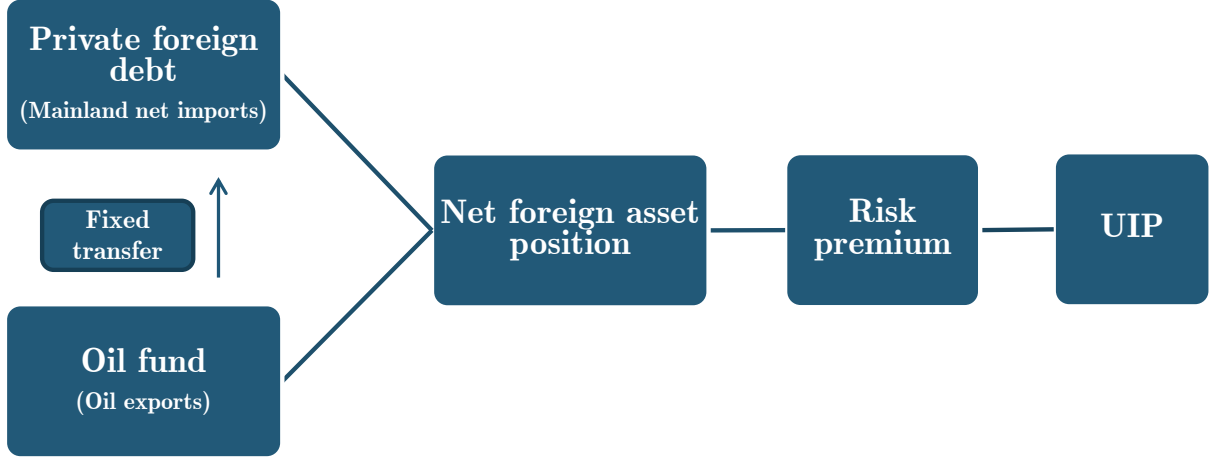 Private foreign
debt
(Mainland net imports)
Fixed
transfer
Oil fund
(Oil exports)
Net foreign asset
position
Risk
premium
UIP